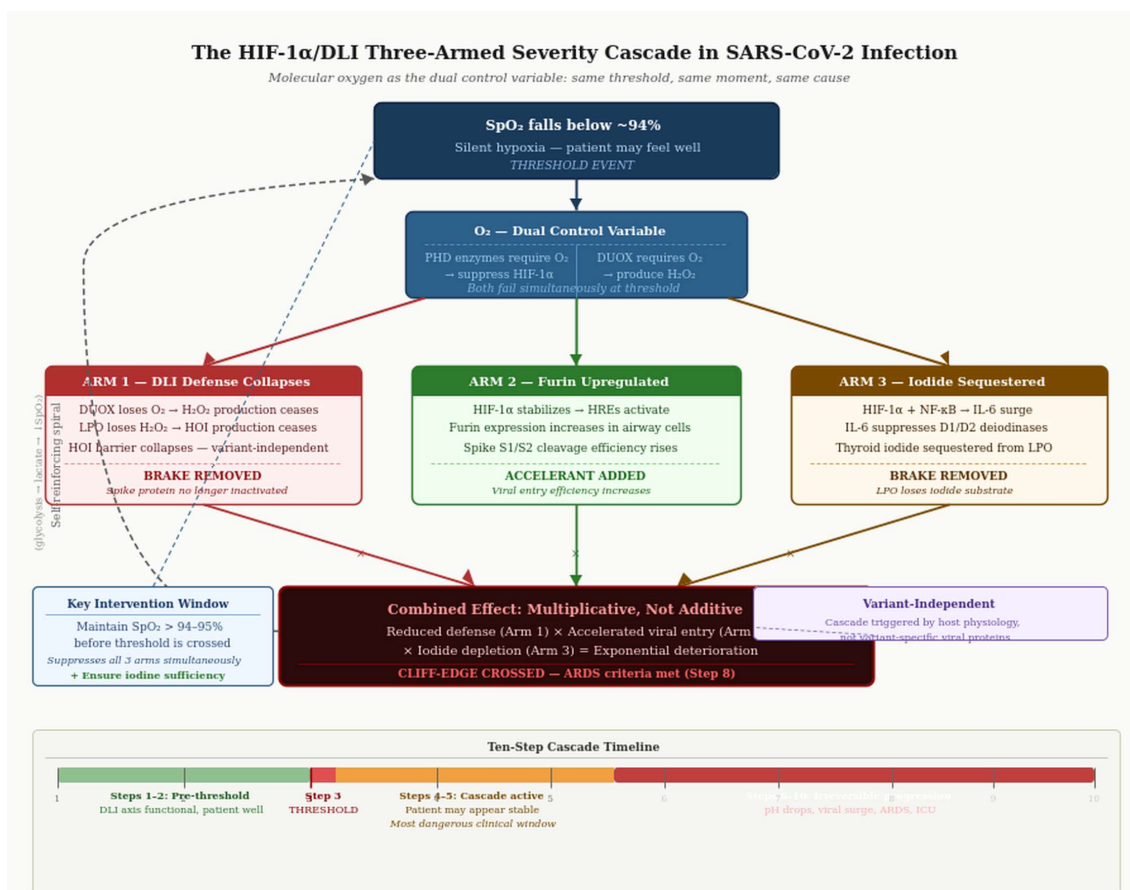 The HIF-1α/DLI Three-Armed Severity Cascade in SARS-CoV-2 Infection
Molecular oxygen as the dual control variable: same threshold, same moment, same cause
SpO₂ falls below ~94%
Silent hypoxia — patient may feel well
THRESHOLD EVENT
O₂ — Dual Control Variable
PHD enzymes require O₂
→ suppress HIF-1α
DUOX requires O₂
→ produce H₂O₂
Both fail simultaneously at threshold
ARM 1 — DLI Defense Collapses
DUOX loses O₂ → H₂O₂ production ceases
LPO loses H₂O₂ → HOI production ceases
HOI barrier collapses — variant-independent
BRAKE REMOVED
Spike protein no longer inactivated
ARM 2 — Furin Upregulated
HIF-1α stabilizes → HREs activate
Furin expression increases in airway cells
Spike S1/S2 cleavage efficiency rises
ACCELERANT ADDED
Viral entry efficiency increases
ARM 3 — Iodide Sequestered
HIF-1α + NF-κB → IL-6 surge
IL-6 suppresses D1/D2 deiodinases
Thyroid iodide sequestered from LPO
BRAKE REMOVED
LPO loses iodide substrate
Self-reinforcing spiral
(glycolysis → lactate → ↓SpO₂)
Key Intervention Window
Maintain SpO₂ > 94–95%
before threshold is crossed
Suppresses all 3 arms simultaneously
+ Ensure iodine sufficiency
Combined Effect: Multiplicative, Not Additive
Reduced defense (Arm 1) × Accelerated viral entry (Arm
× Iodide depletion (Arm 3) = Exponential deterioration
CLIFF-EDGE CROSSED — ARDS criteria met (Step 8)
Variant-Independent
Cascade triggered by host physiology,
not variant-specific viral proteins
Ten-Step Cascade Timeline
1 2 3 4 5 6 7 8 9 10
Steps 1–2: Pre-threshold
DLI axis functional, patient well
Step 3
THRESHOLD
Steps 4–5: Cascade active
Patient may appear stable
Most dangerous clinical window
Steps 6–10: Irreversible progression
pH drops, viral surge, ARDS, ICU